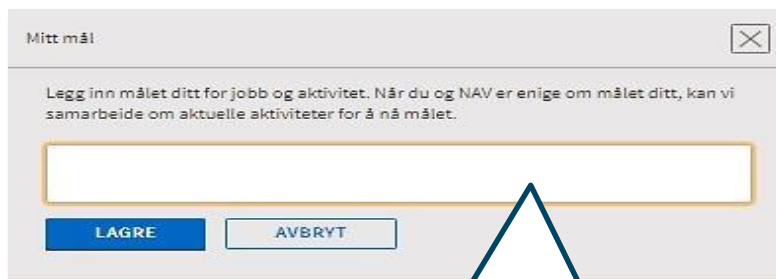 Mitt mål
Legg inn målet ditt for jobb og aktivitet. Når du og NAV er enige om målet ditt, kan vi
samarbeide om aktuelle aktiviteter for å nå målet.
LAGRE AVBRYT